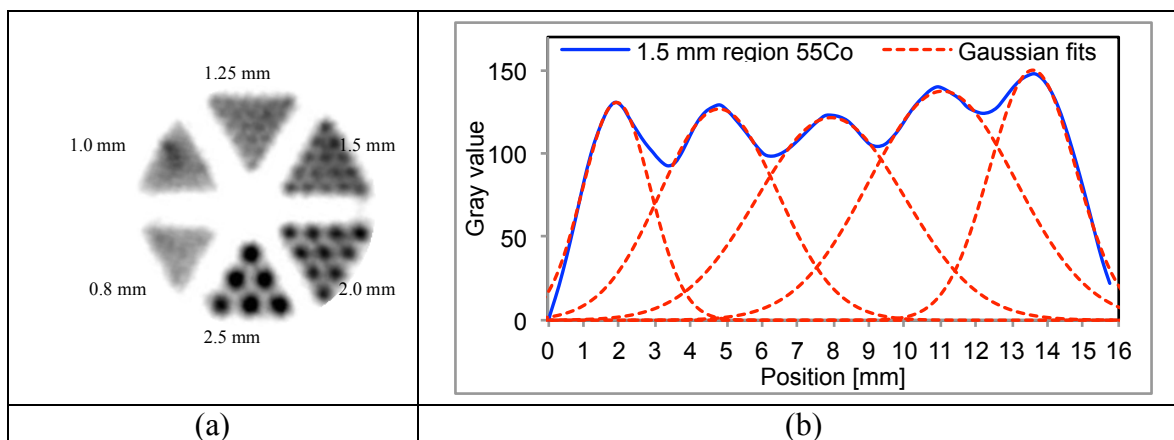 1.25 mm
1.0 mm
1.5 mm
0.8 mm
2.0 mm
2.5 mm
1.5 mm region 55Co
Gaussian fits
150
100
50
0
Gray value
0 1 2 3 4 5 6 7 8 9 10 11 12 13 14 15 16
Position [mm]
(a)
(b)